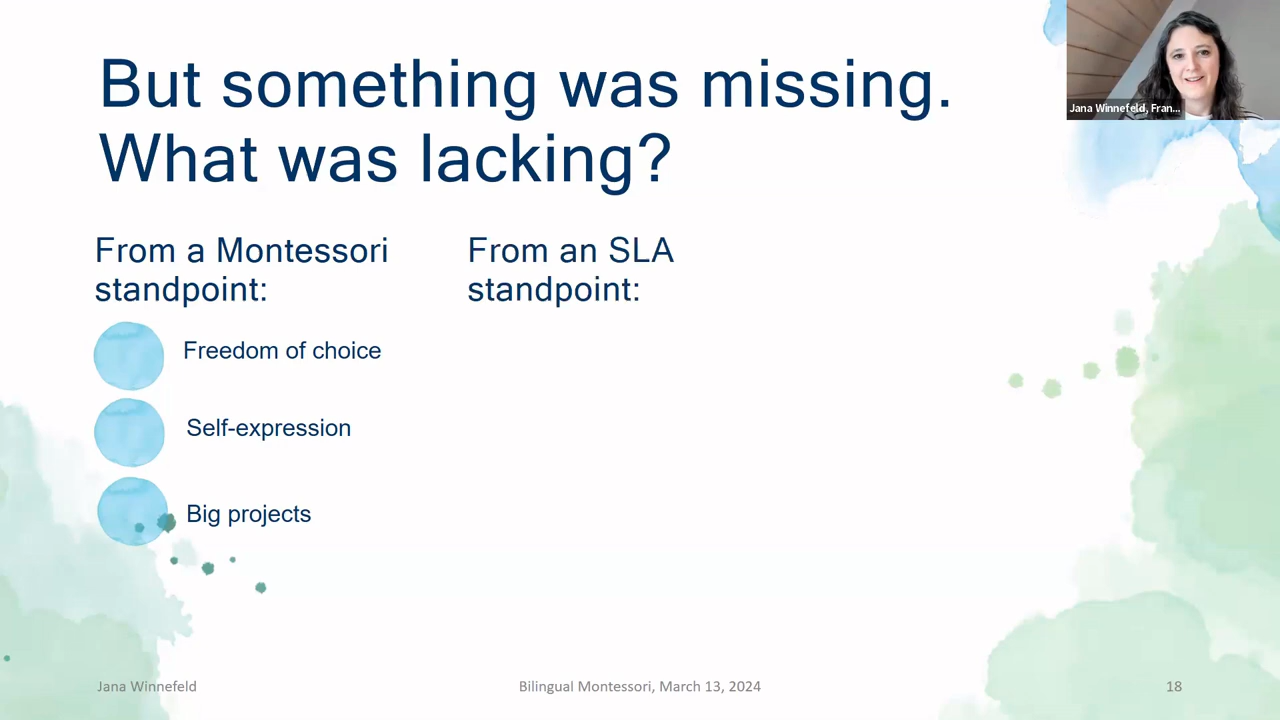 But something was missing.
What was lacking?
Jana Winnefeld, Fran...
From a Montessori
standpoint:
From an SLA
standpoint:
Freedom of choice
Self-expression
Big projects
Jana Winnefeld
Bilingual Montessori, March 13, 2024
18